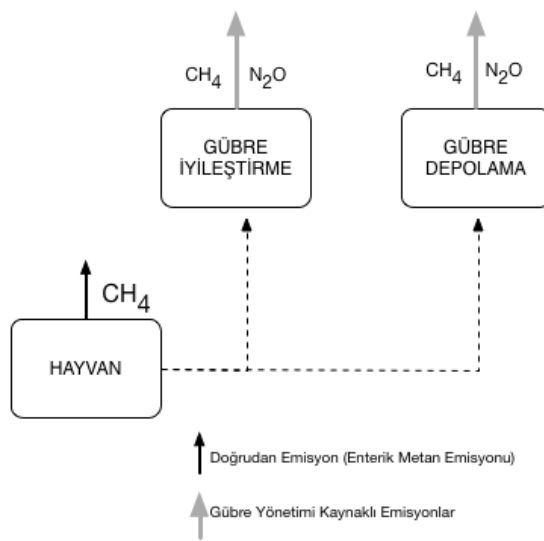 CH4 N2O
CH4 N2O
GÜBRE
İYİLEŞTİRME
GÜBRE
DEPOLAMA
CH4
HAYVAN
Doğrudan Emisyon (Enterik Metan Emisyonu)
Gübre Yönetimi Kaynaklı Emisyonlar